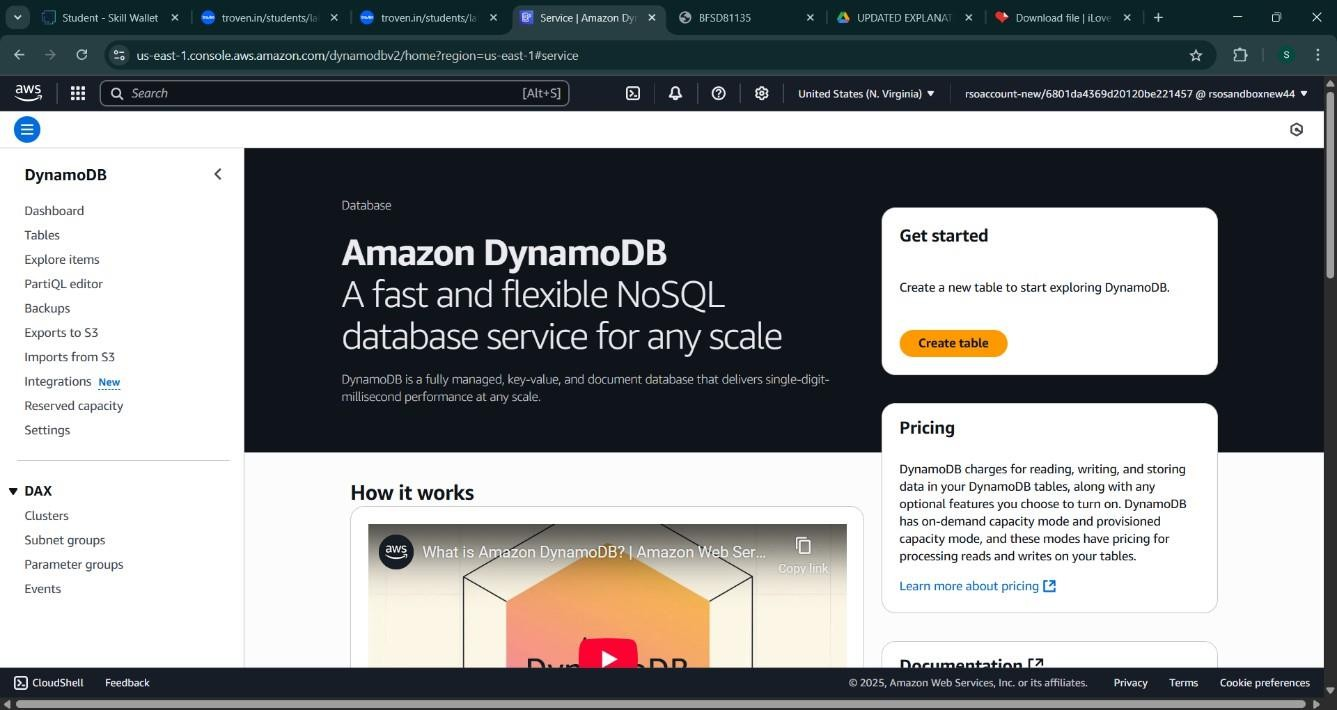 Student - Skill Wallet
troven.in/students/la
troven.in/students/la
Service | Amazon Dy
BFSD81135
UPDATED EXPLANAT
Download file | iLove
us-east-1.console.aws.amazon.com/dynamodbv2/home?region=us-east-1#service
S
aws
Search
[Alt+S]
United States (N. Virginia)
rsoaccount-new/6801da4369d20120be221457 @ rsosandboxnew44
DynamoDB
Dashboard
Tables
Explore items
PartiQL editor
Backups
Exports to S3
Imports from S3
Integrations New
Reserved capacity
Settings
DAX
Clusters
Subnet groups
Parameter groups
Events
Database
Amazon DynamoDB
A fast and flexible NoSQL
database service for any scale
DynamoDB is a fully managed, key-value, and document database that delivers single-digit-
millisecond performance at any scale.
Get started
Create a new table to start exploring DynamoDB.
Create table
Pricing
DynamoDB charges for reading, writing, and storing
data in your DynamoDB tables, along with any
optional features you choose to turn on. DynamoDB
has on-demand capacity mode and provisioned
capacity mode, and these modes have pricing for
processing reads and writes on your tables.
Learn more about pricing
Documentation
How it works
aws
What is Amazon DynamoDB? | Amazon Web Ser...
Copy link
DynamoDB
CloudShell
Feedback
© 2025, Amazon Web Services, Inc. or its affiliates.
Privacy
Terms
Cookie preferences